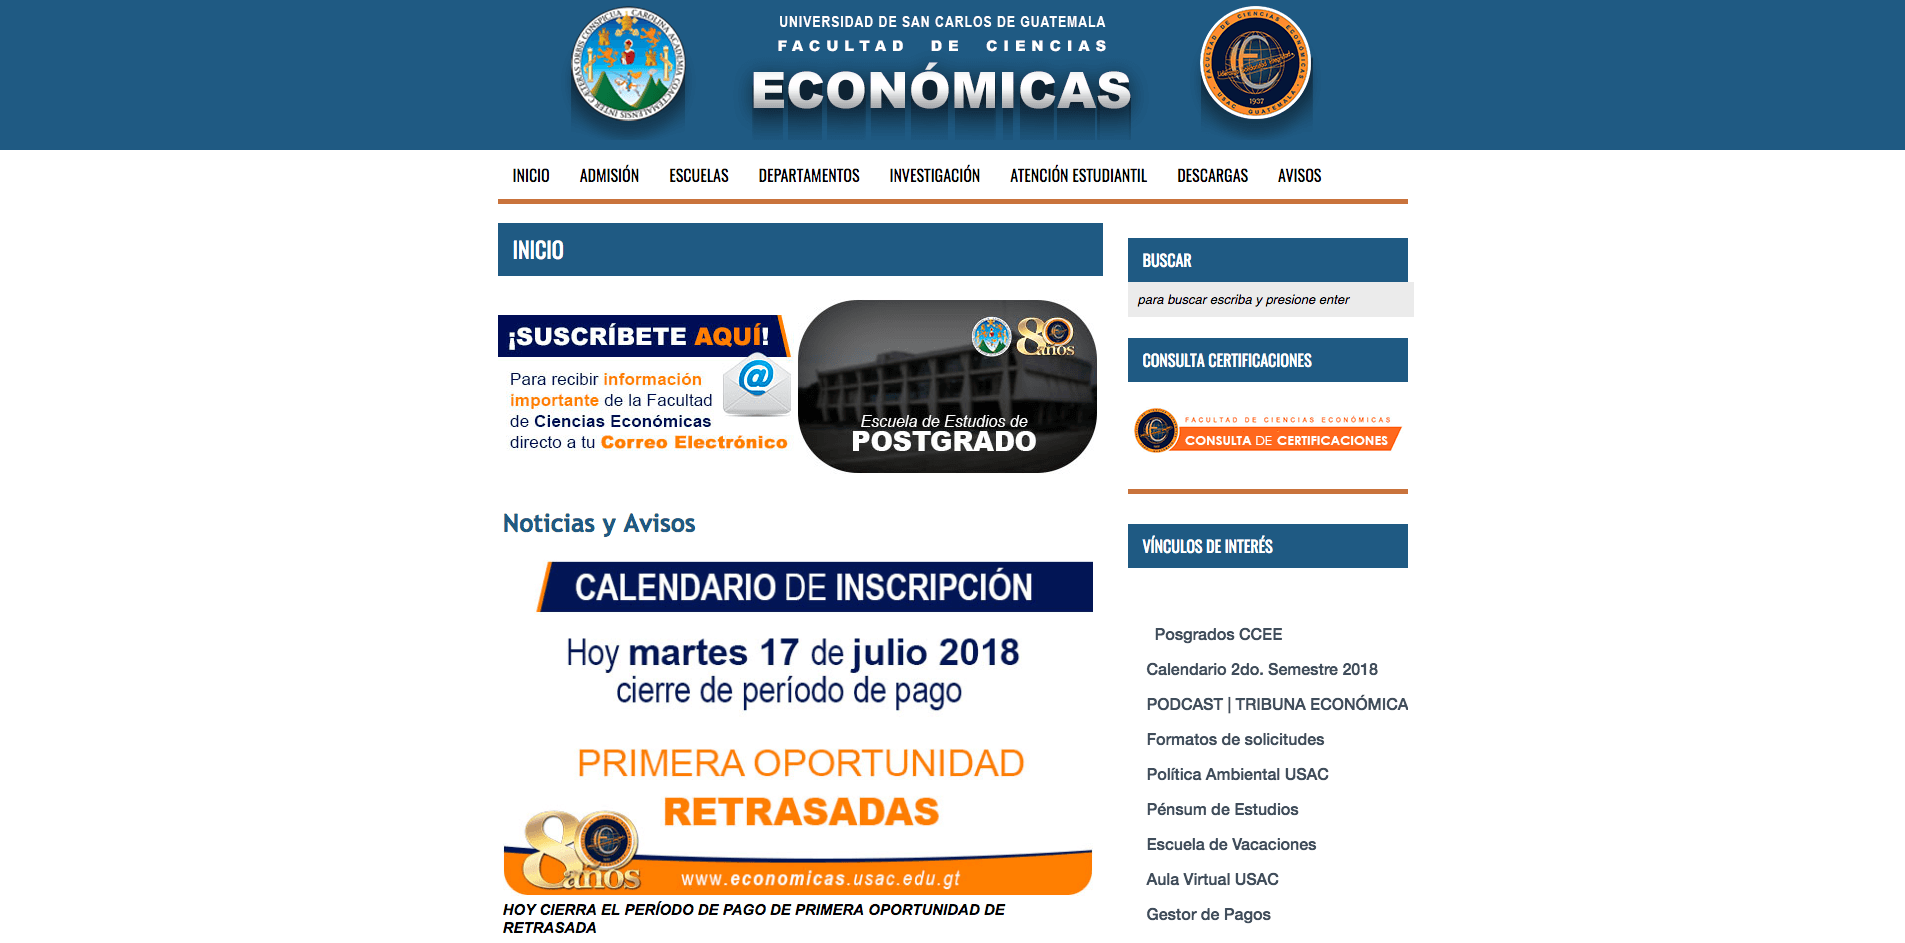 UNIVERSIDAD DE SAN CARLOS DE GUATEMALA
FACULTAD DE CIENCIAS
ECONÓMICAS
INICIO ADMISIÓN ESCUELAS DEPARTAMENTOS INVESTIGACIÓN ATENCIÓN ESTUDIANTIL DESCARGAS AVISOS
INICIO
¡SUSCRÍBETE AQUÍ!
Para recibir información
importante de la Facultad
de Ciencias Económicas
directo a tu Correo Electrónico
80 años
Escuela de Estudios de
POSTGRADO
Noticias y Avisos
CALENDARIO DE INSCRIPCIÓN
Hoy martes 17 de julio 2018
cierre de período de pago
PRIMERA OPORTUNIDAD
RETRASADAS
80 años
www.economicas.usac.edu.gt
HOY CIERRA EL PERÍODO DE PAGO DE PRIMERA OPORTUNIDAD DE
RETRASADA
BUSCAR
para buscar escriba y presione enter
CONSULTA CERTIFICACIONES
FACULTAD DE CIENCIAS ECONÓMICAS
CONSULTA DE CERTIFICACIONES
VÍNCULOS DE INTERÉS
Posgrados CCEE
Calendario 2do. Semestre 2018
PODCAST | TRIBUNA ECONÓMICA
Formatos de solicitudes
Política Ambiental USAC
Pénsum de Estudios
Escuela de Vacaciones
Aula Virtual USAC
Gestor de Pagos